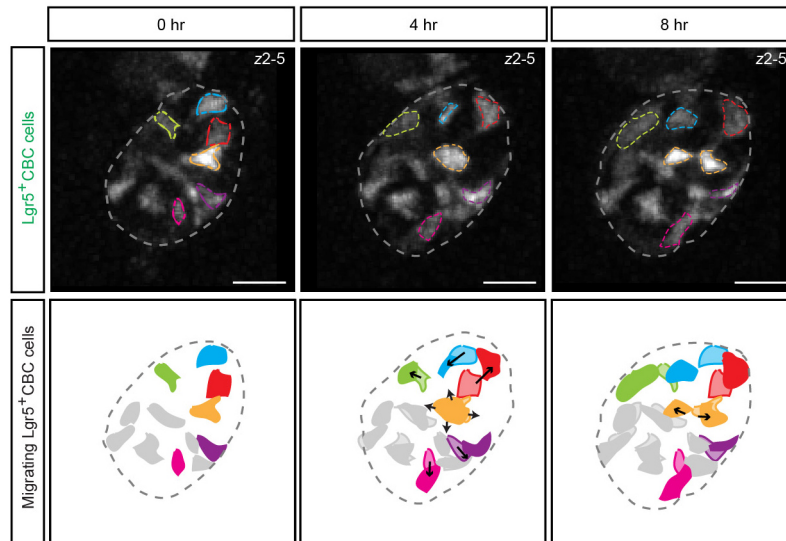 0 hr
4 hr
8 hr
Lgr5⁺CBC cells
z2-5
z2-5
z2-5
Migrating Lgr5⁺CBC cells